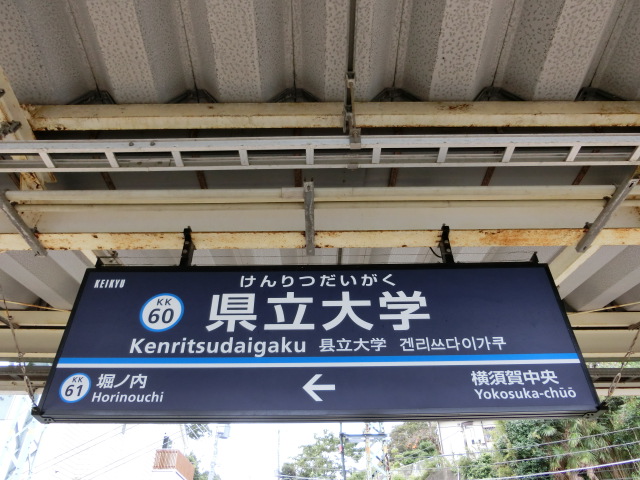 KEIKYU
けんりつだいがく
KK
60
県立大学
Kenritsudaigaku 县立大学 겐리쓰다이가쿠
KK
61
堀ノ内
Horinouchi
←
横須賀中央
Yokosuka-chūō